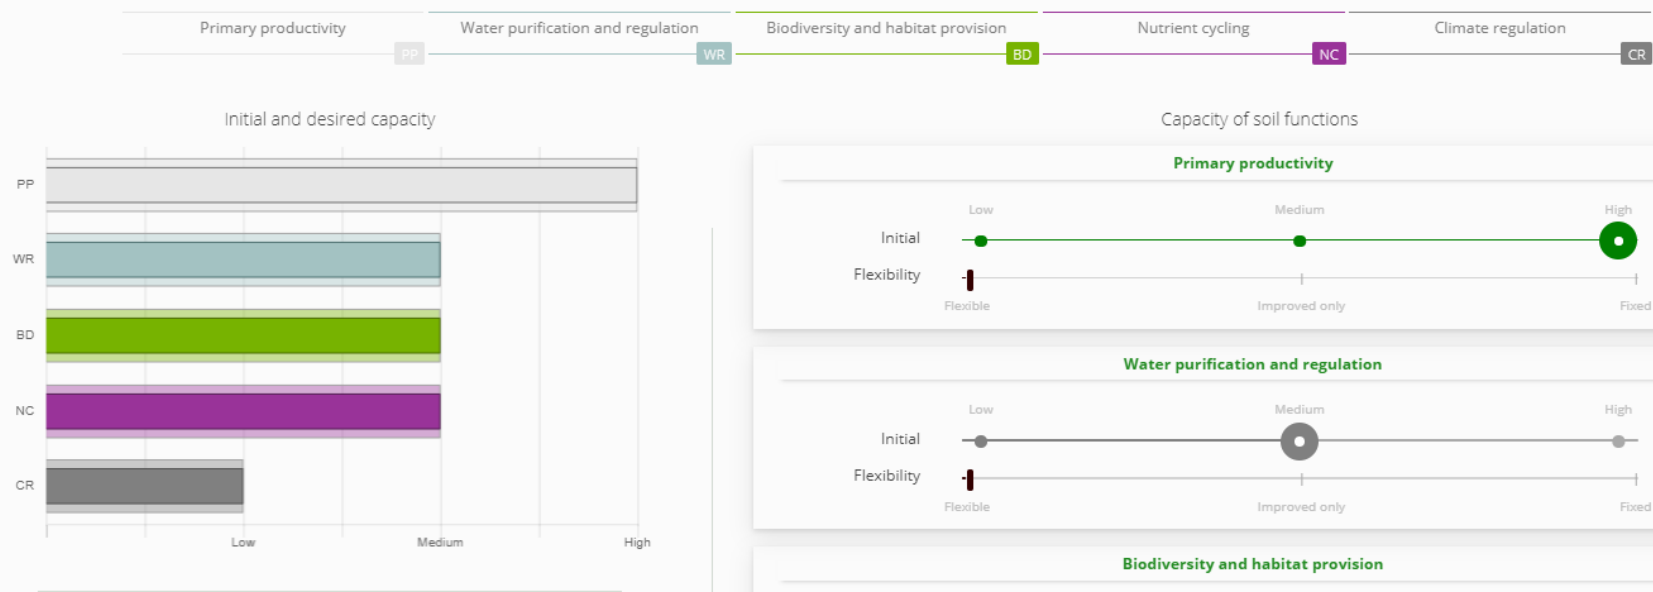 Primary productivity
Water purification and regulation
Biodiversity and habitat provision
Nutrient cycling
Climate regulation
PP
WR
BD
NC
CR
Initial and desired capacity
PP
WR
BD
NC
CR
Low Medium High
Capacity of soil functions
Primary productivity
Low Medium High
Initial
Flexibility
Flexible Improved only Fixed
Water purification and regulation
Low Medium High
Initial
Flexibility
Flexible Improved only Fixed
Biodiversity and habitat provision